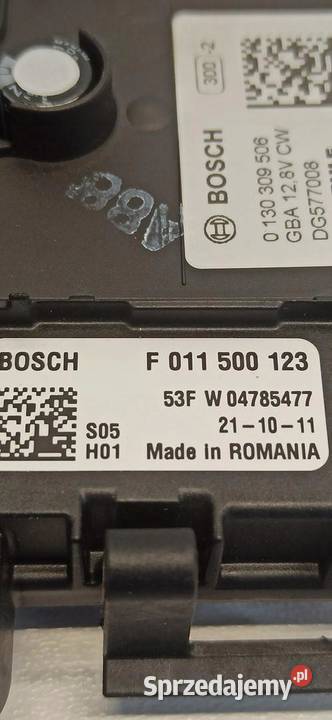 300 -2
BOSCH
0 130 309 506
GBA 12,8V CW
DG577008
88
BOSCH
F 011 500 123
53F W 04785477
21-10-11
S05
H01
Made in ROMANIA
Sprzedajemy.pl